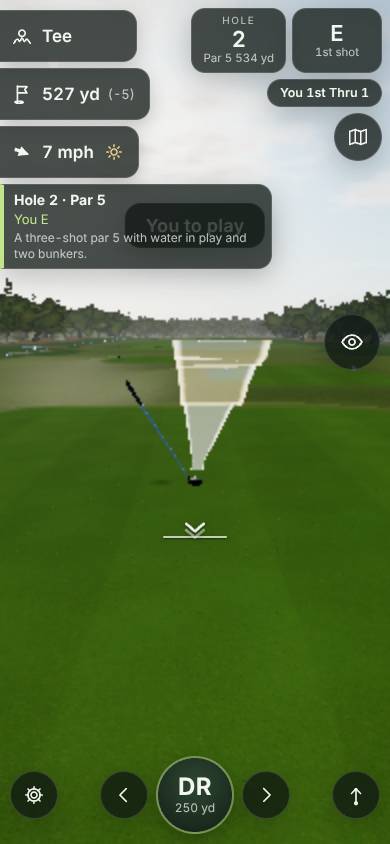 Tee
HOLE
2
Par 5 534 yd
E
1st shot
527 yd (-5)
You 1st Thru 1
7 mph
Hole 2 · Par 5
You E
You to play
A three-shot par 5 with water in play and
two bunkers.
DR
250 yd